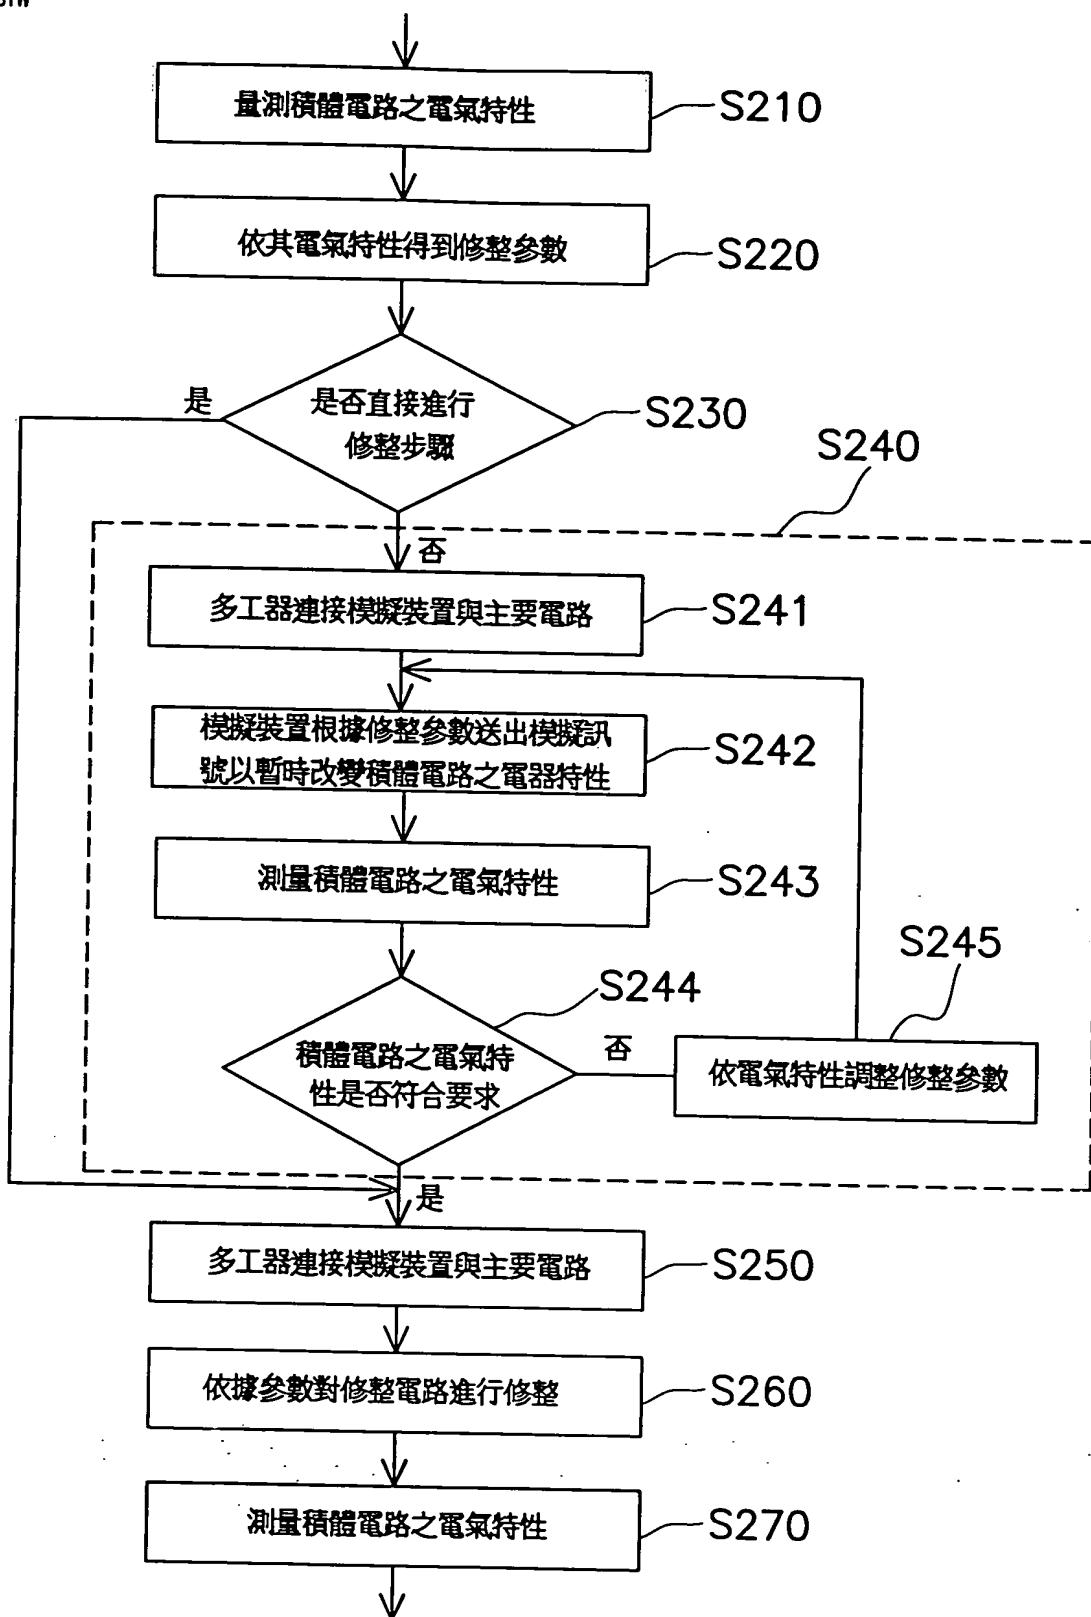 量測積體電路之電氣特性
S210
依其電氣特性得到修整參數
S220
是
是否直接進行
修整步驟
S230
S240
否
多工器連接模擬裝置與主要電路
S241
模擬裝置根據修整參數送出模擬訊
號以暫時改變積體電路之電器特性
S242
測量積體電路之電氣特性
S243
S245
S244
積體電路之電氣特
性是否符合要求
否
依電氣特性調整修整參數
是
多工器連接模擬裝置與主要電路
S250
依據參數對修整電路進行修整
S260
測量積體電路之電氣特性
S270